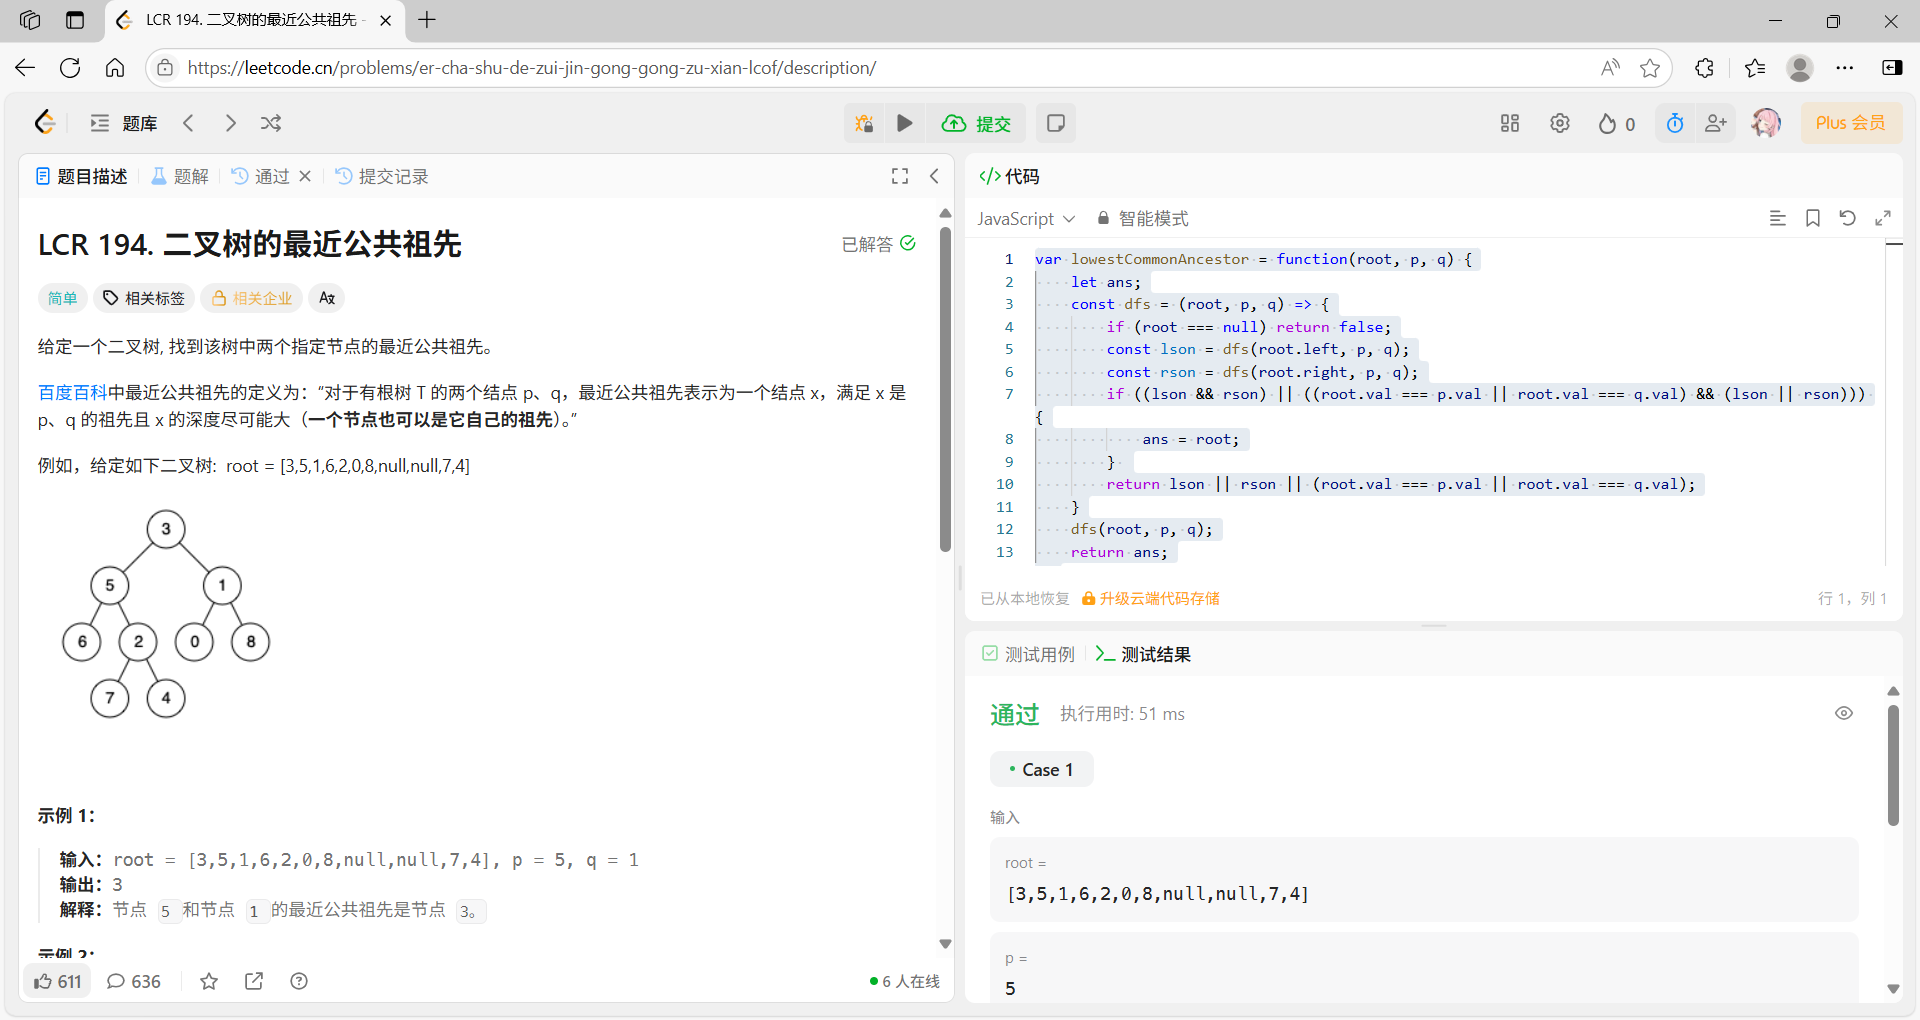 LCR 194. 二叉树的最近公共祖先 -
https://leetcode.cn/problems/er-cha-shu-de-zui-jin-gong-gong-zu-xian-lcof/description/
题库
提交
0
Plus 会员
题目描述
题解
通过
提交记录
LCR 194. 二叉树的最近公共祖先
已解答
简单
相关标签
相关企业
给定一个二叉树, 找到该树中两个指定节点的最近公共祖先。
百度百科中最近公共祖先的定义为：“对于有根树 T 的两个结点 p、q，最近公共祖先表示为一个结点 x，满足 x 是
p、q 的祖先且 x 的深度尽可能大（一个节点也可以是它自己的祖先）。”
例如，给定如下二叉树: root = [3,5,1,6,2,0,8,null,null,7,4]
3
5 1
6 2 0 8
7 4
示例 1：
输入：root = [3,5,1,6,2,0,8,null,null,7,4], p = 5, q = 1
输出：3
解释：节点 5 和节点 1 的最近公共祖先是节点 3。
示例 2：
611
636
6 人在线
代码
JavaScript
智能模式
1 var lowestCommonAncestor = function(root, p, q) {
2 let ans;
3 const dfs = (root, p, q) => {
4 if (root === null) return false;
5 const lson = dfs(root.left, p, q);
6 const rson = dfs(root.right, p, q);
7 if ((lson && rson) || ((root.val === p.val || root.val === q.val) && (lson || rson)))
{
8 ans = root;
9 }
10 return lson || rson || (root.val === p.val || root.val === q.val);
11 }
12 dfs(root, p, q);
13 return ans;
已从本地恢复
升级云端代码存储
行 1，列 1
测试用例
测试结果
通过
执行用时: 51 ms
Case 1
输入
root =
[3,5,1,6,2,0,8,null,null,7,4]
p =
5